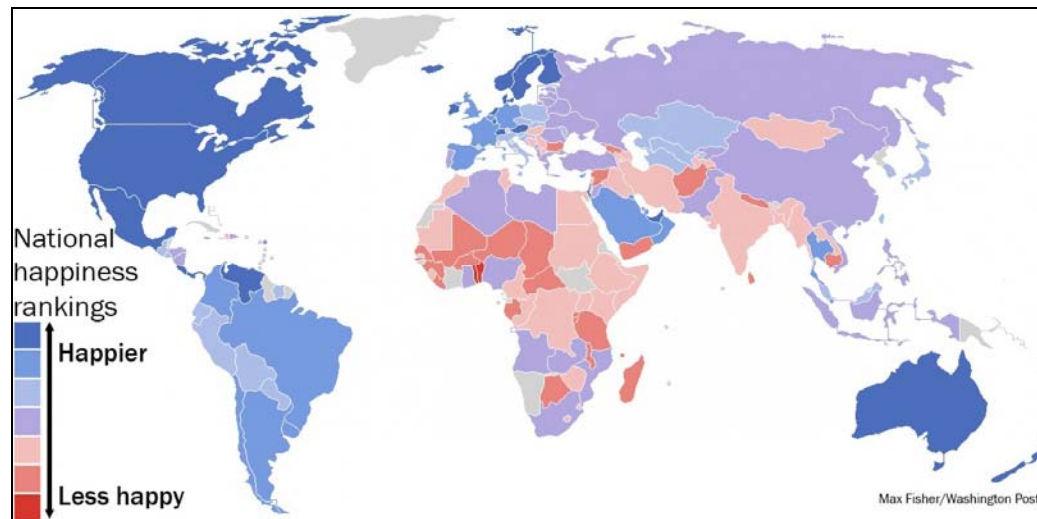 National
happiness
rankings
Happier
Less happy
Max Fisher/Washington Post